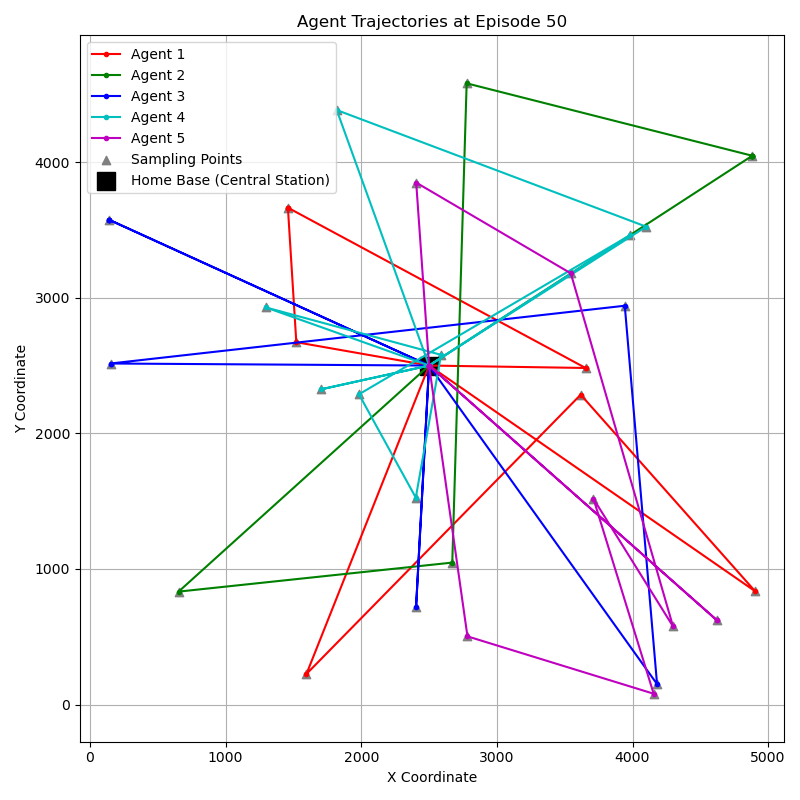 Agent Trajectories at Episode 50
Agent 1
Agent 2
Agent 3
Agent 4
Agent 5
Sampling Points
Home Base (Central Station)
Y Coordinate
4000
3000
2000
1000
0
0 1000 2000 3000 4000 5000
X Coordinate